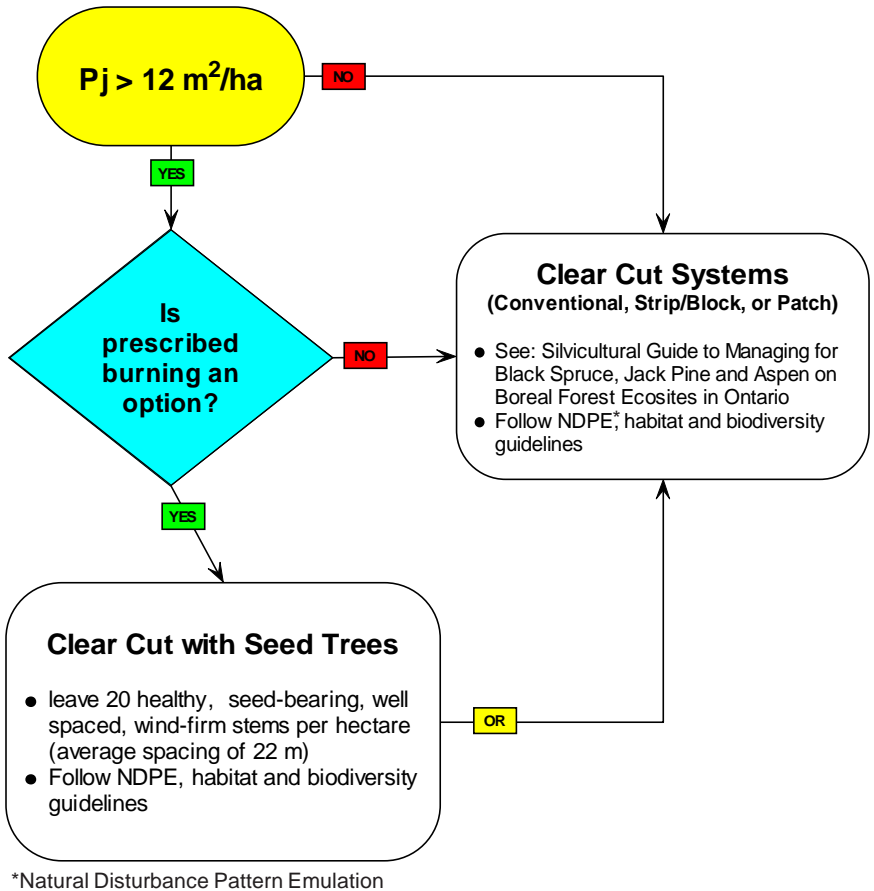 Pj > 12 m²/ha
NO
YES
Is
prescribed
burning an
option?
NO
Clear Cut Systems
(Conventional, Strip/Block, or Patch)
● See: Silvicultural Guide to Managing for
Black Spruce, Jack Pine and Aspen on
Boreal Forest Ecosites in Ontario
● Follow NDPE*, habitat and biodiversity
guidelines
YES
Clear Cut with Seed Trees
● leave 20 healthy, seed-bearing, well
spaced, wind-firm stems per hectare
(average spacing of 22 m)
● Follow NDPE, habitat and biodiversity
guidelines
OR
*Natural Disturbance Pattern Emulation